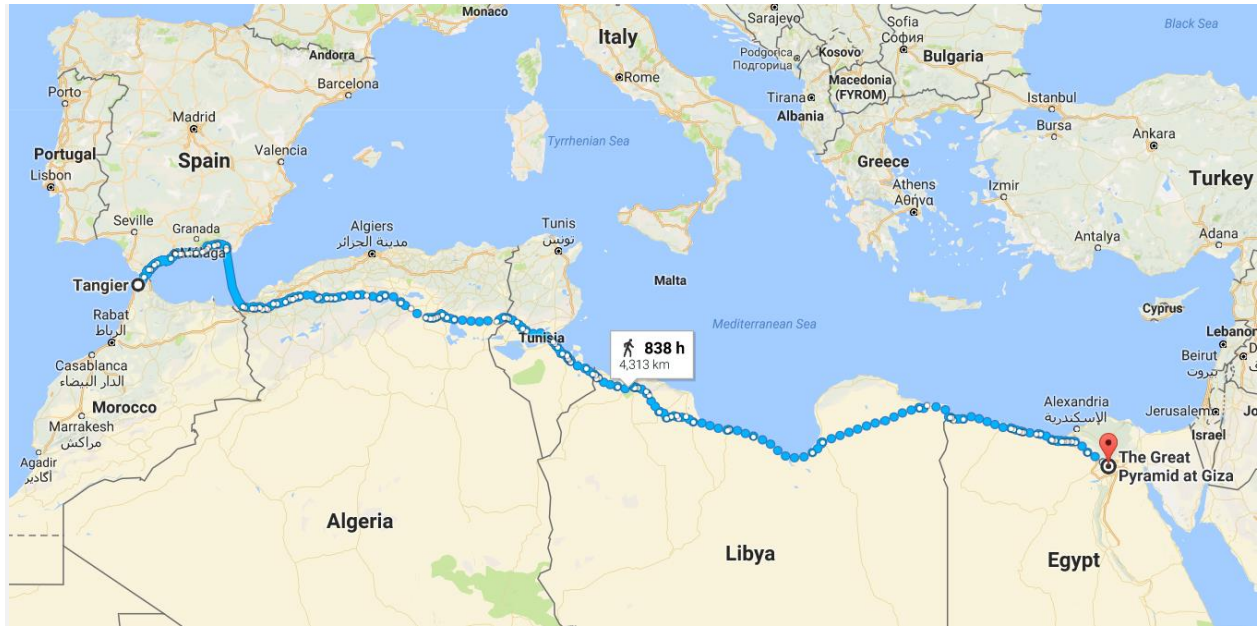 Monaco
Andorra
Italy
Sarajevo
Sofia
София
Black Sea
Kosovo
Bulgaria
Podgorica
Подгорица
Porto
Barcelona
Rome
Macedonia
(FYROM)
Tirana
Istanbul
Albania
Bursa
Ankara
Madrid
Portugal
Spain
Valencia
Tyrrhenian Sea
Lisbon
Greece
Turkey
Athens
Αθήνα
Izmir
Seville
Granada
Algiers
مدينة الجزائر
Tunis
تونس
Antalya
Adana
Tangier
Malta
Cyprus
Rabat
الرباط
Mediterranean Sea
Lebanon
Tunisia
838 h
4,313 km
Beirut
بيروت
Casablanca
الدار البيضاء
Morocco
Marrakesh
مراكش
Alexandria
الإسكندرية
Jerusalem
Israel
Jo
Agadir
أكادير
The Great
Pyramid at Giza
Algeria
Libya
Egypt